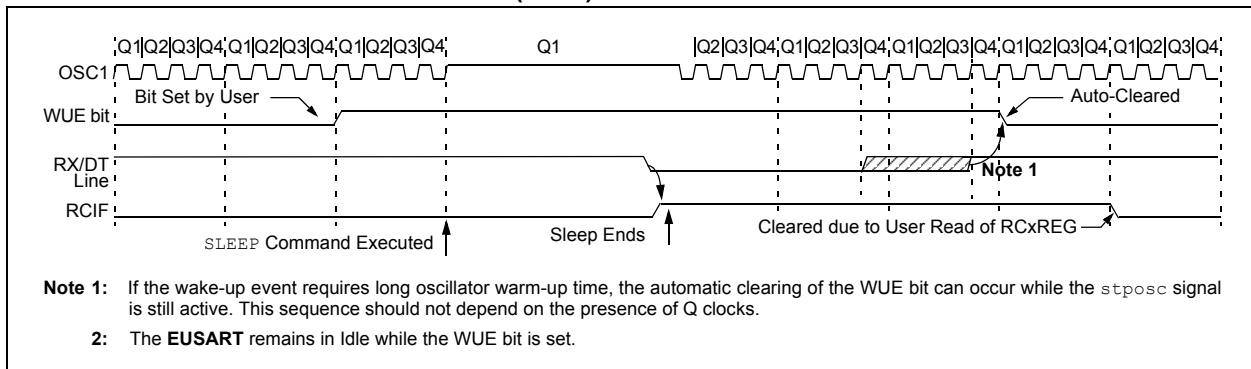 Q1 Q2 Q3 Q4 Q1 Q2 Q3 Q4 Q1 Q2 Q3 Q4 Q1 Q2 Q3 Q4 Q1 Q2 Q3 Q4 Q1 Q2 Q3 Q4 Q1 Q2 Q3 Q4 Q1 Q2 Q3 Q4
OSC1
Bit Set by User
Auto-Cleared
WUE bit
RX/DT
Line
Note 1
RCIF
SLEEP Command Executed
Sleep Ends
Cleared due to User Read of RCxREG
Note 1: If the wake-up event requires long oscillator warm-up time, the automatic clearing of the WUE bit can occur while the stposc signal
is still active. This sequence should not depend on the presence of Q clocks.
2: The EUSART remains in Idle while the WUE bit is set.